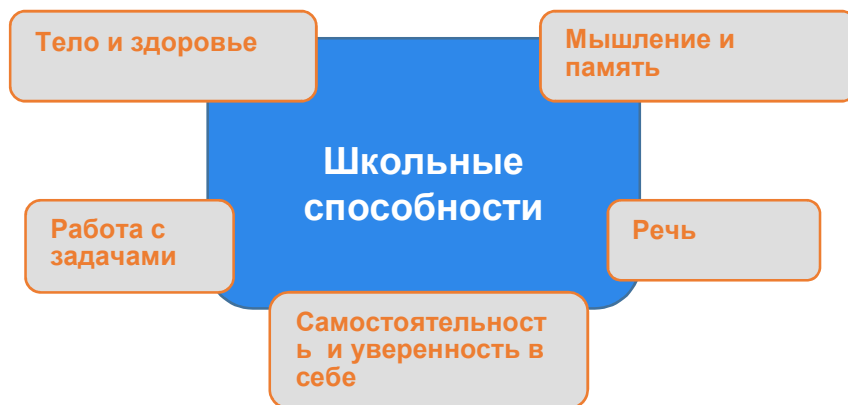 Тело и здоровье
Мышление и
память
Школьные
способности
Работа с
задачами
Речь
Самостоятельност
ь и уверенность в
себе